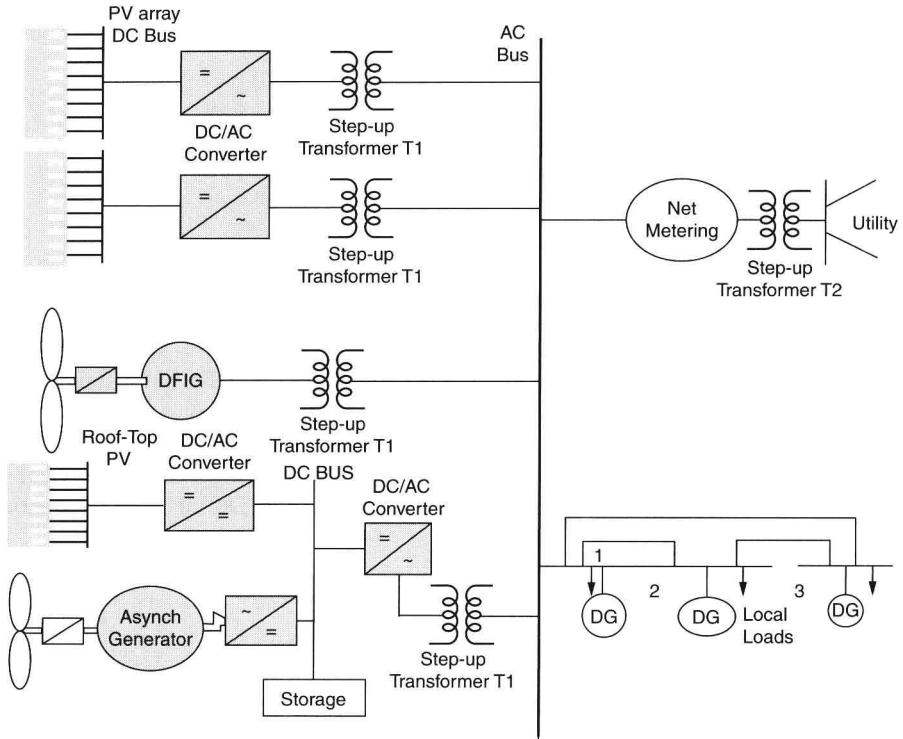 PV array
DC Bus
AC
Bus
=
~
DC/AC
Converter
Step-up
Transformer T1
=
~
Step-up
Transformer T1
Net
Metering
Utility
Step-up
Transformer T2
DFIG
Step-up
Transformer T1
Roof-Top
PV
DC/AC
Converter
DC BUS
=
=
DC/AC
Converter
=
~
1
2
3
DG
DG
DG
Local
Loads
Asynch
Generator
~
=
Step-up
Transformer T1
Storage